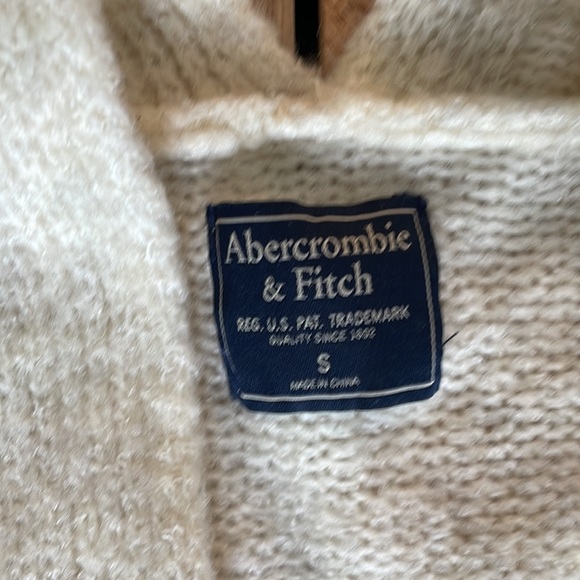 Abercrombie
& Fitch
REG. U.S. PAT. TRADEMARK
QUALITY SINCE 1892
S
MADE IN CHINA